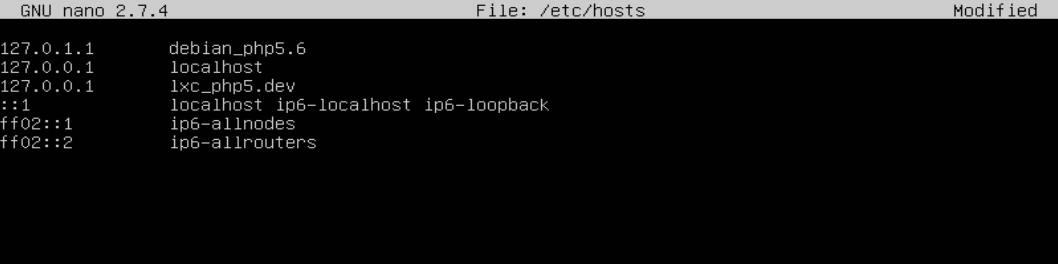 GNU nano 2.7.4 File: /etc/hosts Modified
127.0.1.1 debian_php5.6
127.0.0.1 localhost
127.0.0.1 lxc_php5.dev
::1 localhost ip6-localhost ip6-loopback
ff02::1 ip6-allnodes
ff02::2 ip6-allrouters